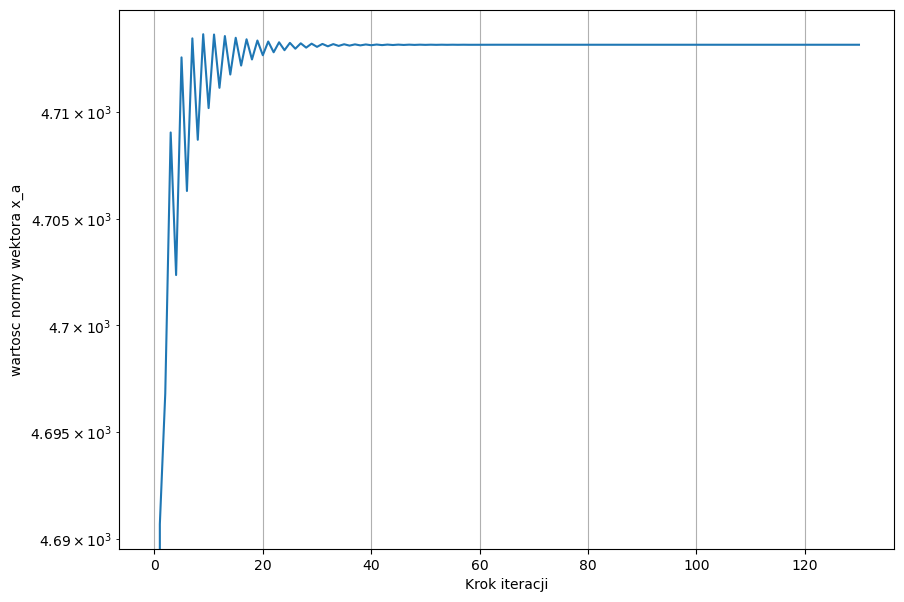 wartosc normy wektora x_a
4.71 × 10³
4.705 × 10³
4.7 × 10³
4.695 × 10³
4.69 × 10³
0 20 40 60 80 100 120
Krok iteracji